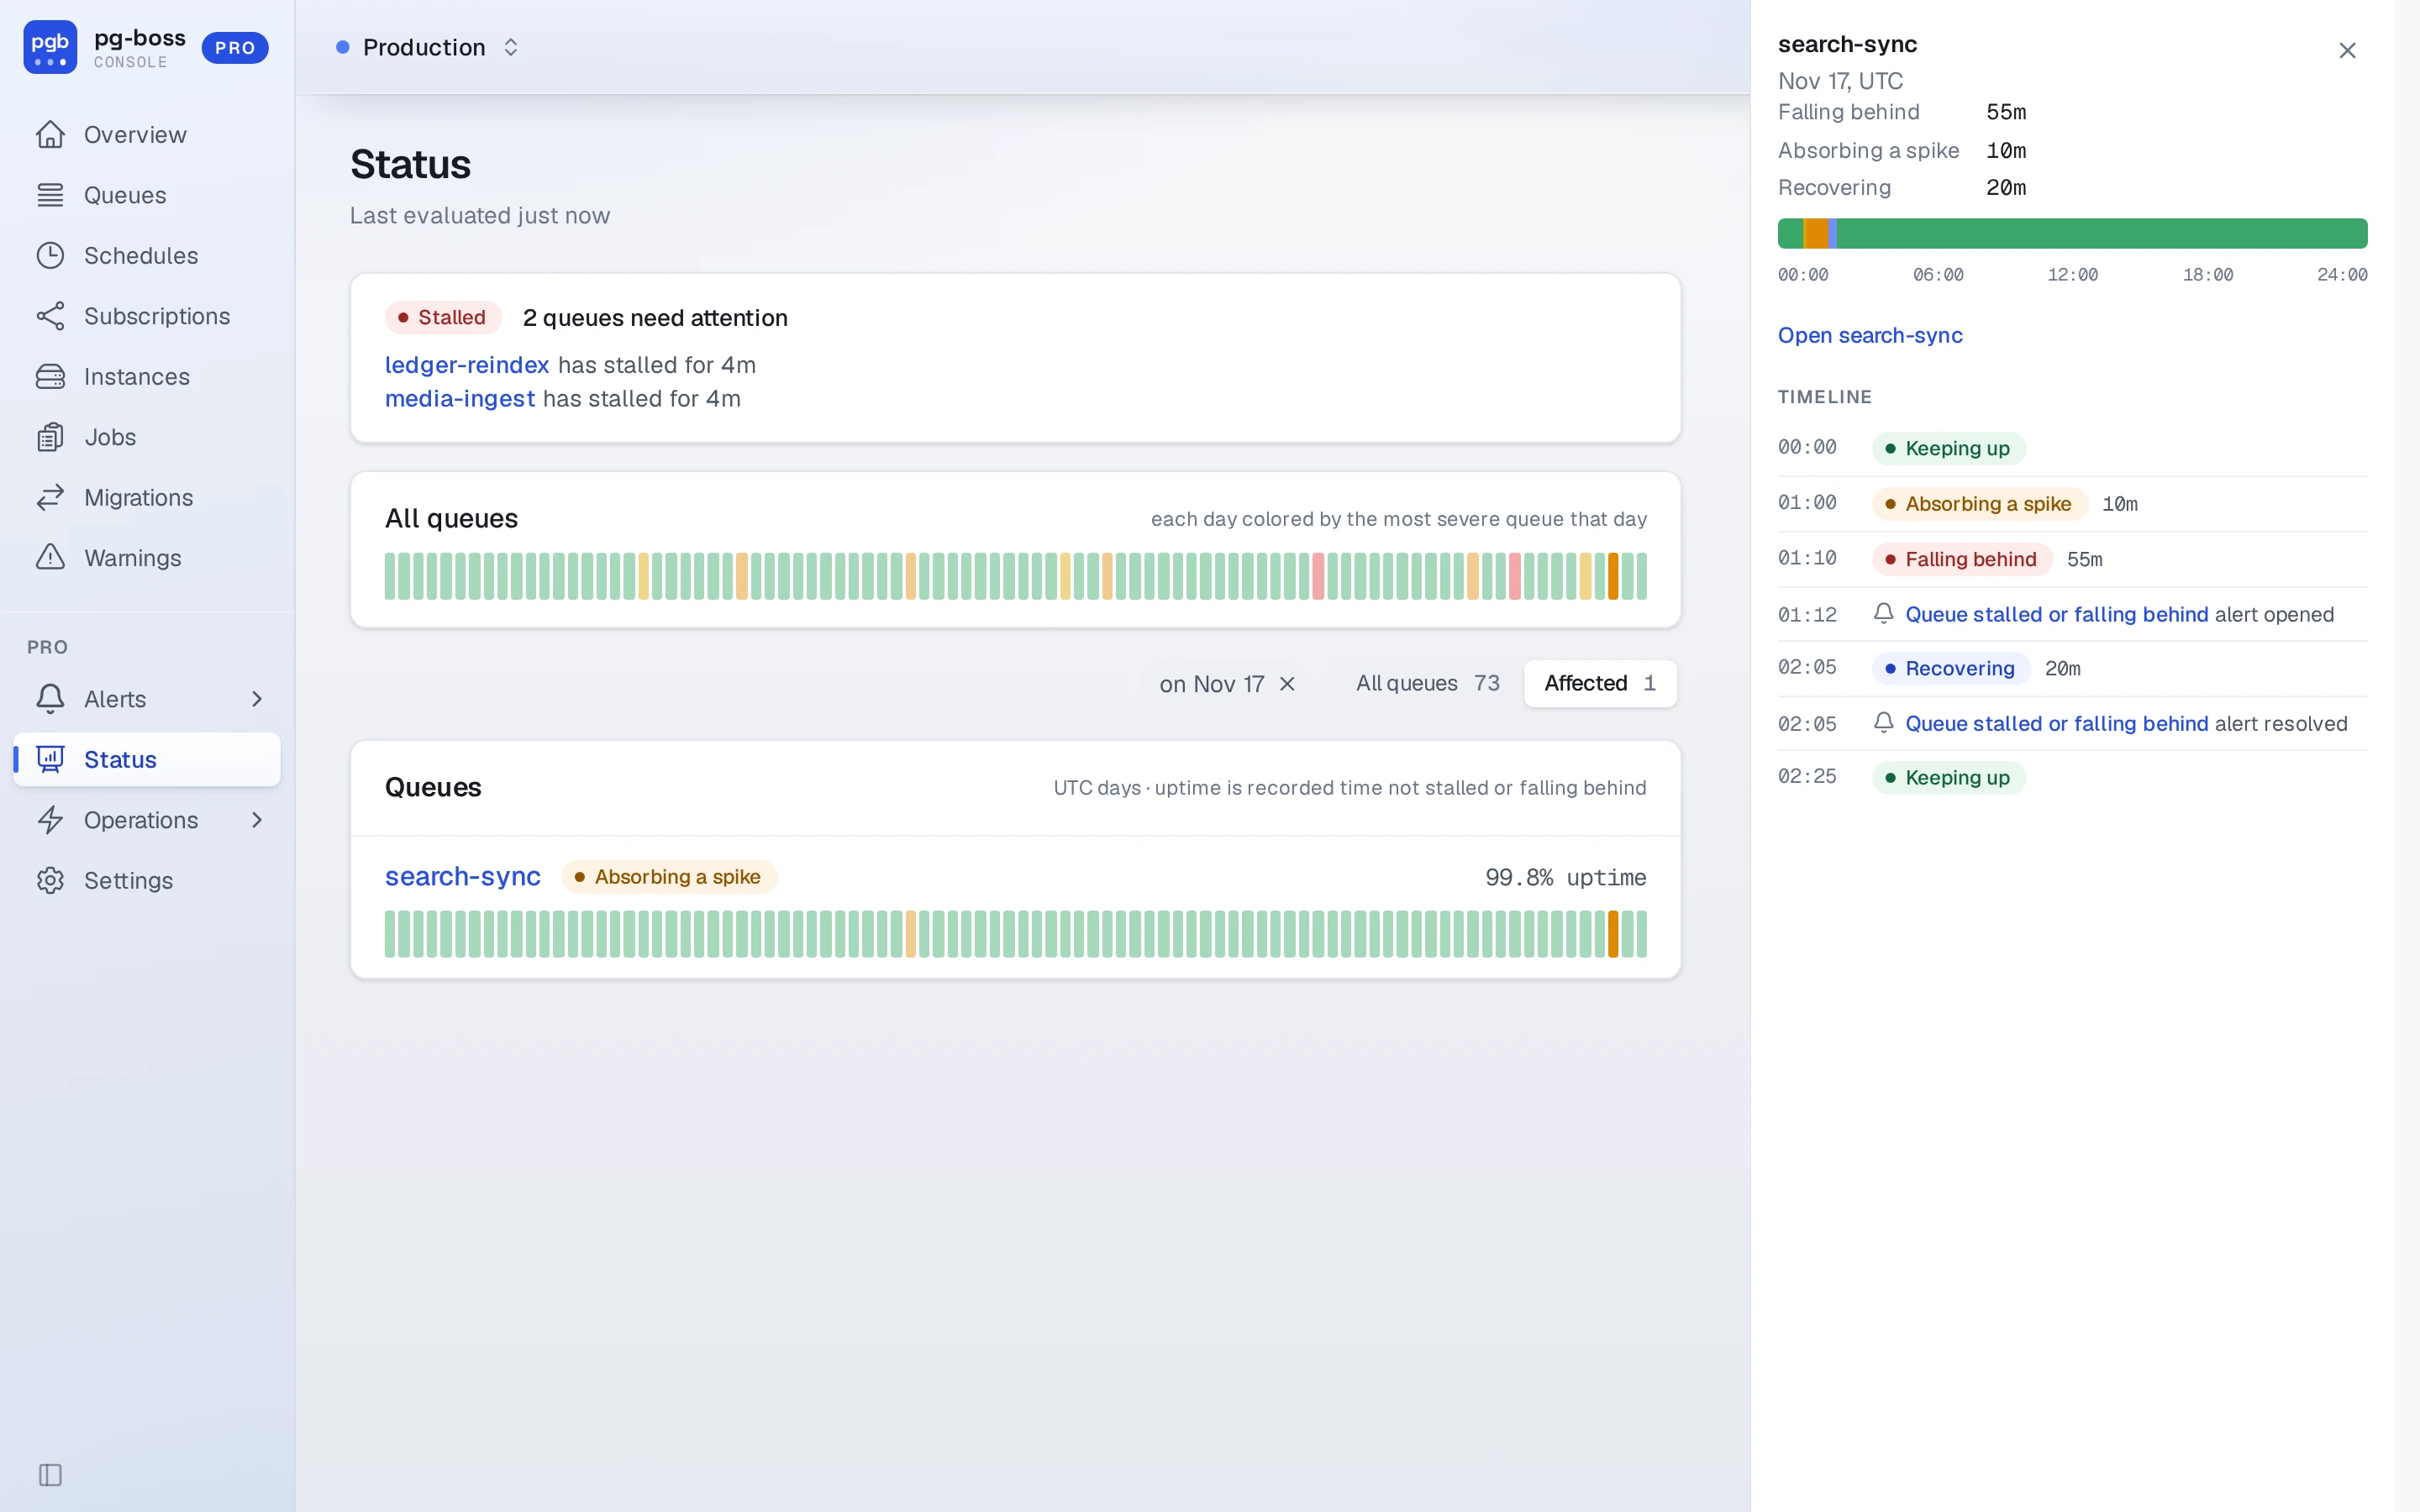 pgb
pg-boss
CONSOLE
PRO
Overview
Queues
Schedules
Subscriptions
Instances
Jobs
Migrations
Warnings
PRO
Alerts
Status
Operations
Settings
Production
Status
Last evaluated just now
Stalled 2 queues need attention
ledger-reindex has stalled for 4m
media-ingest has stalled for 4m
All queues each day colored by the most severe queue that day
on Nov 17 All queues 73 Affected 1
Queues UTC days · uptime is recorded time not stalled or falling behind
search-sync Absorbing a spike 99.8% uptime
search-sync
Nov 17, UTC
Falling behind 55m
Absorbing a spike 10m
Recovering 20m
00:00 06:00 12:00 18:00 24:00
Open search-sync
TIMELINE
00:00 Keeping up
01:00 Absorbing a spike 10m
01:10 Falling behind 55m
01:12 Queue stalled or falling behind alert opened
02:05 Recovering 20m
02:05 Queue stalled or falling behind alert resolved
02:25 Keeping up